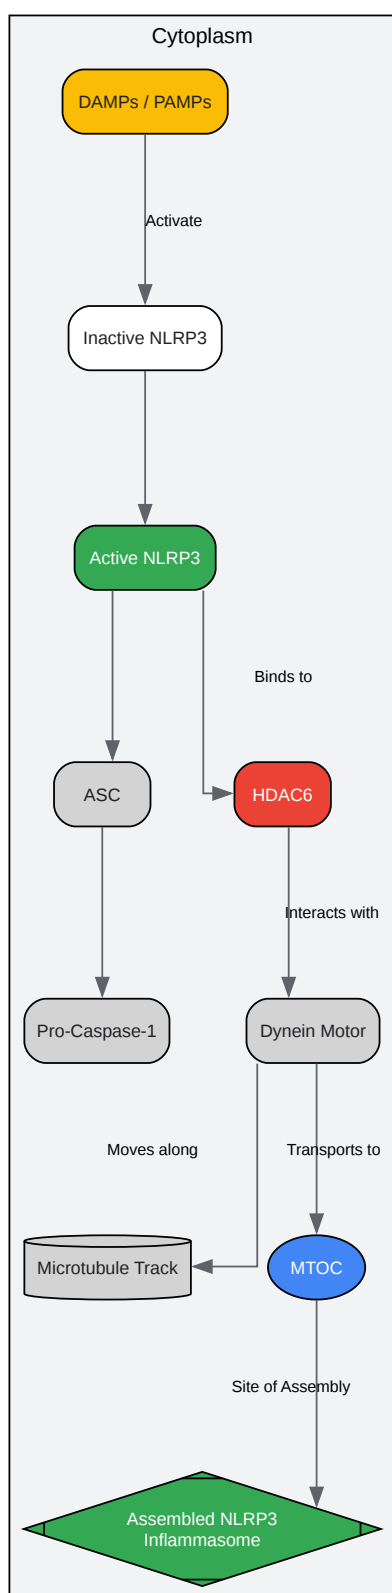 Cytoplasm
DAMPs / PAMPs
Activate
Inactive NLRP3
Active NLRP3
Binds to
ASC
HDAC6
Interacts with
Pro-Caspase-1
Dynein Motor
Moves along
Transports to
Microtubule Track
MTOC
Site of Assembly
Assembled NLRP3
Inflammasome